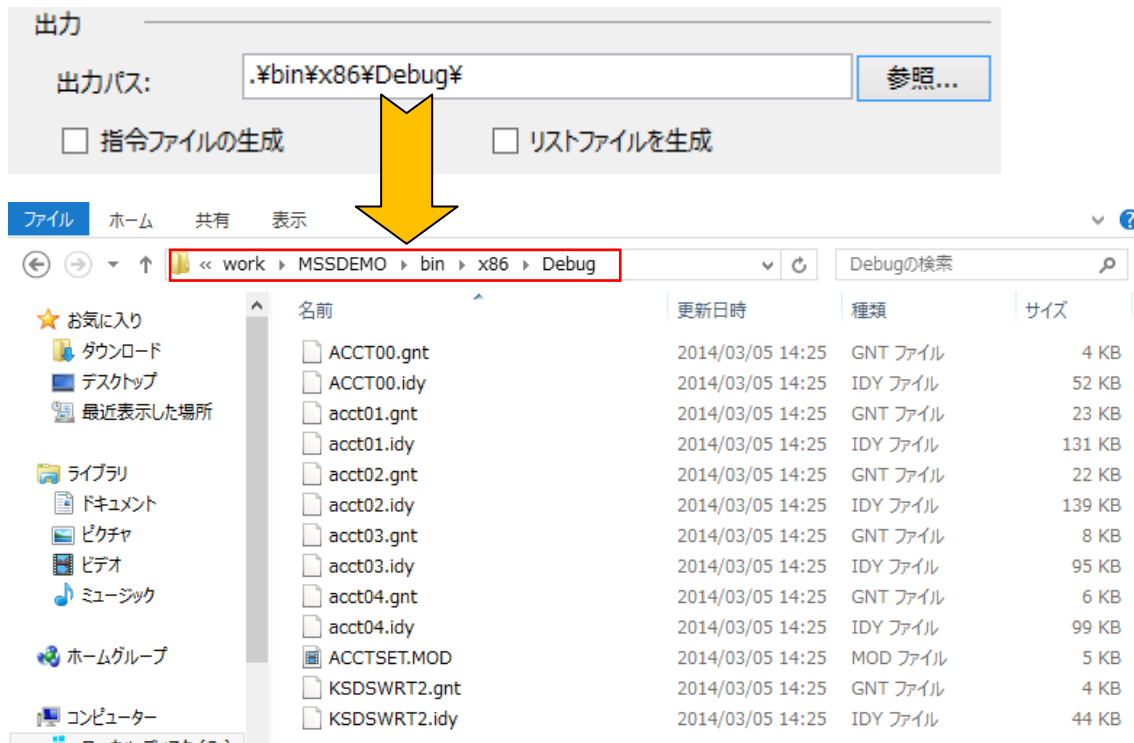 出力
出力パス: .¥bin¥x86¥Debug¥ 参照...
指令ファイルの生成 リストファイルを生成
ファイル ホーム 共有 表示
« work MSSDEMO bin x86 Debug Debugの検索
名前 更新日時 種類 サイズ
お気に入り
ダウンロード
デスクトップ
最近表示した場所
ライブラリ
ドキュメント
ピクチャ
ビデオ
ミュージック
ホームグループ
コンピューター
ACCT00.gnt 2014/03/05 14:25 GNT ファイル 4 KB
ACCT00.idy 2014/03/05 14:25 IDY ファイル 52 KB
acct01.gnt 2014/03/05 14:25 GNT ファイル 23 KB
acct01.idy 2014/03/05 14:25 IDY ファイル 131 KB
acct02.gnt 2014/03/05 14:25 GNT ファイル 22 KB
acct02.idy 2014/03/05 14:25 IDY ファイル 139 KB
acct03.gnt 2014/03/05 14:25 GNT ファイル 8 KB
acct03.idy 2014/03/05 14:25 IDY ファイル 95 KB
acct04.gnt 2014/03/05 14:25 GNT ファイル 6 KB
acct04.idy 2014/03/05 14:25 IDY ファイル 99 KB
ACCTSET.MOD 2014/03/05 14:25 MOD ファイル 5 KB
KSDSWRT2.gnt 2014/03/05 14:25 GNT ファイル 4 KB
KSDSWRT2.idy 2014/03/05 14:25 IDY ファイル 44 KB